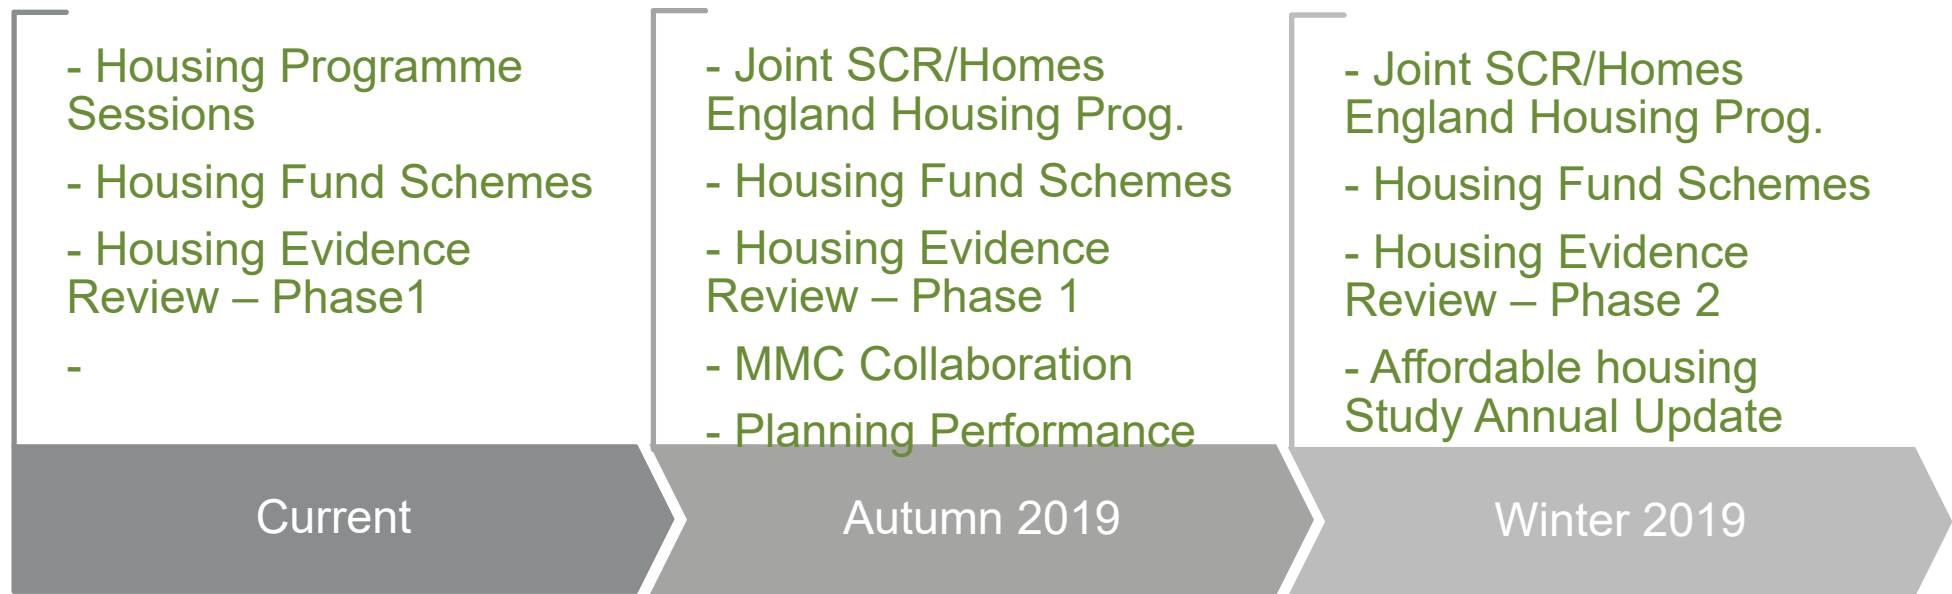 - Housing Programme
Sessions
- Housing Fund Schemes
- Housing Evidence
Review – Phase1
-
Current
- Joint SCR/Homes
England Housing Prog.
- Housing Fund Schemes
- Housing Evidence
Review – Phase 1
- MMC Collaboration
- Planning Performance
Autumn 2019
- Joint SCR/Homes
England Housing Prog.
- Housing Fund Schemes
- Housing Evidence
Review – Phase 2
- Affordable housing
Study Annual Update
Winter 2019